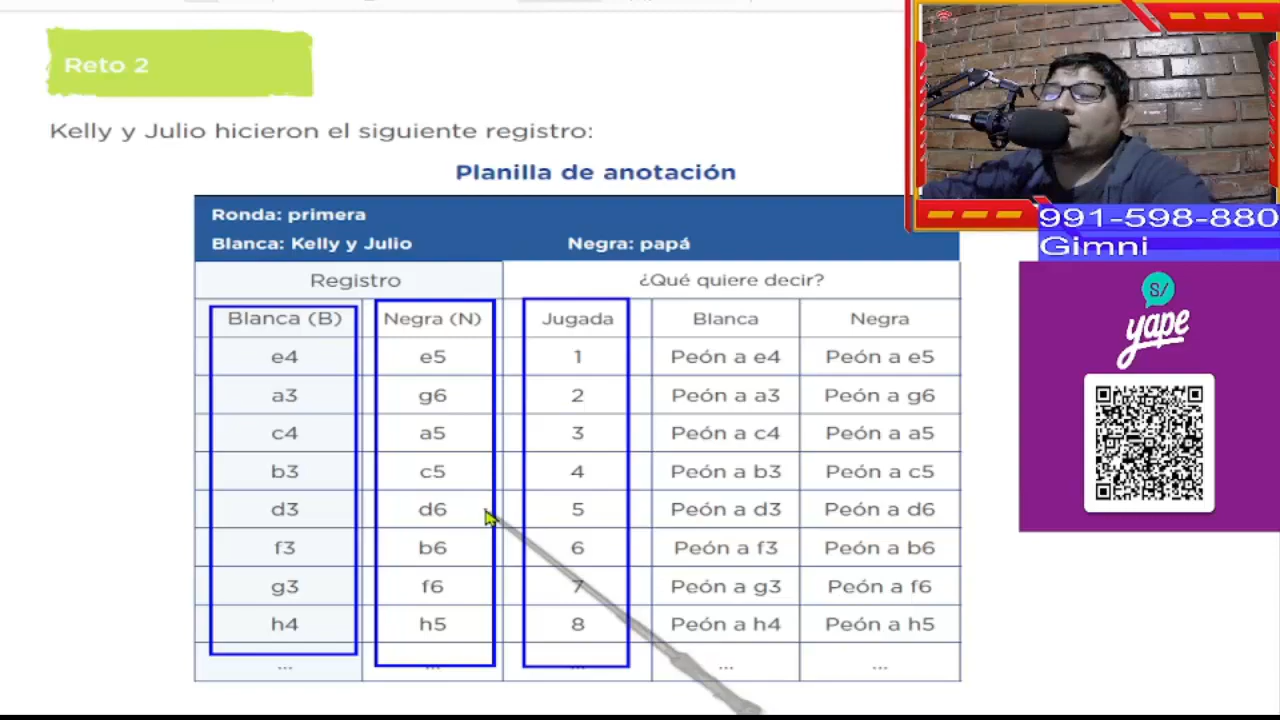 Reto 2
Kelly y Julio hicieron el siguiente registro:
Planilla de anotación
Ronda: primera
Blanca: Kelly y Julio Negra: papá
Registro ¿Qué quiere decir?
Blanca (B) Negra (N) Jugada Blanca Negra
e4 e5 1 Peón a e4 Peón a e5
a3 g6 2 Peón a a3 Peón a g6
c4 a5 3 Peón a c4 Peón a a5
b3 c5 4 Peón a b3 Peón a c5
d3 d6 5 Peón a d3 Peón a d6
f3 b6 6 Peón a f3 Peón a b6
g3 f6 7 Peón a g3 Peón a f6
h4 h5 8 Peón a h4 Peón a h5
... ... ... ... ...
991-598-880
Gimni
S/
yape